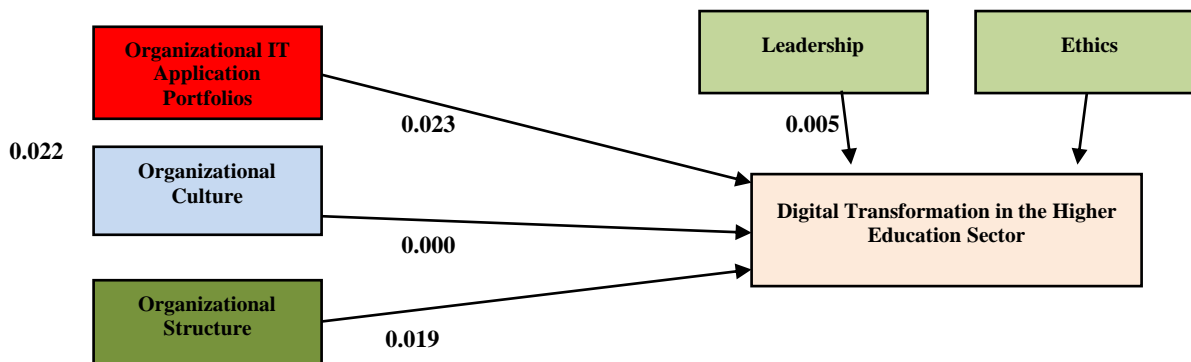 Organizational IT
Application
Portfolios
Leadership
Ethics
0.023
0.005
0.022
Organizational
Culture
Digital Transformation in the Higher
Education Sector
0.000
Organizational
Structure
0.019